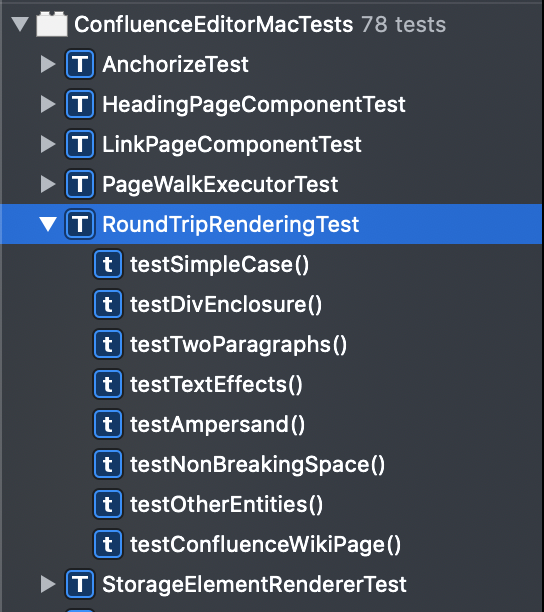 ConfluenceEditorMacTests 78 tests
T AnchorizeTest
T HeadingPageComponentTest
T LinkPageComponentTest
T PageWalkExecutorTest
T RoundTripRenderingTest
t testSimpleCase()
t testDivEnclosure()
t testTwoParagraphs()
t testTextEffects()
t testAmpersand()
t testNonBreakingSpace()
t testOtherEntities()
t testConfluenceWikiPage()
T StorageElementRendererTest